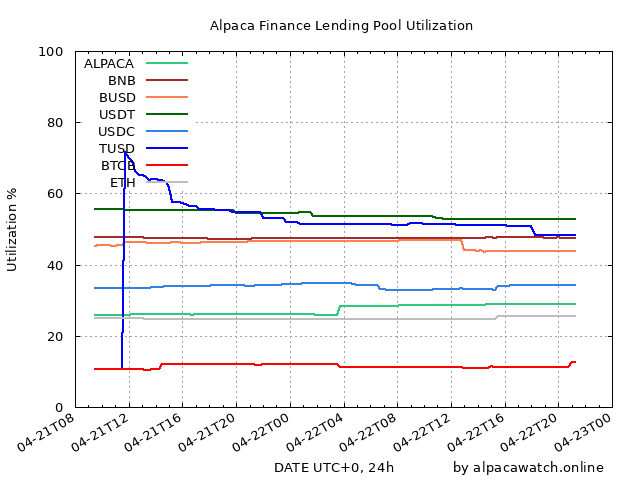 Alpaca Finance Lending Pool Utilization
100
80
60
40
20
0
Utilization %
ALPACA
BNB
BUSD
USDT
USDC
TUSD
BTCB
ETH
04-21T08
04-21T12
04-21T16
04-21T20
04-22T00
04-22T04
04-22T08
04-22T12
04-22T16
04-22T20
04-23T00
DATE UTC+0, 24h
by alpacawatch.online